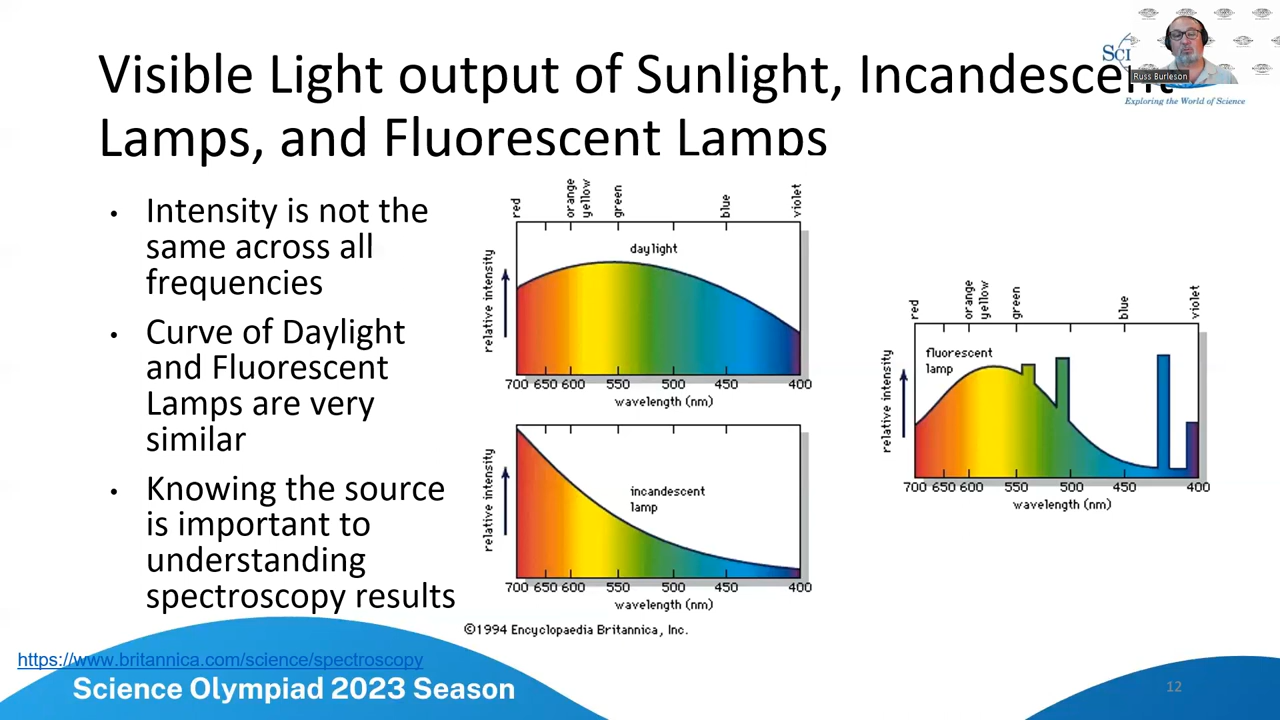 Visible Light output of Sunlight, Incandescent
Lamps, and Fluorescent Lamps
Russ Burleson
Exploring the World of Science
• Intensity is not the
same across all
frequencies
• Curve of Daylight
and Fluorescent
Lamps are very
similar
• Knowing the source
is important to
understanding
spectroscopy results
red
orange
yellow
green
blue
violet
daylight
relative intensity
700 650 600 550 500 450 400
wavelength (nm)
incandescent
lamp
relative intensity
700 650 600 550 500 450 400
wavelength (nm)
©1994 Encyclopaedia Britannica, Inc.
red
orange
yellow
green
blue
violet
fluorescent
lamp
relative intensity
700 650 600 550 500 450 400
wavelength (nm)
https://www.britannica.com/science/spectroscopy
Science Olympiad 2023 Season
12